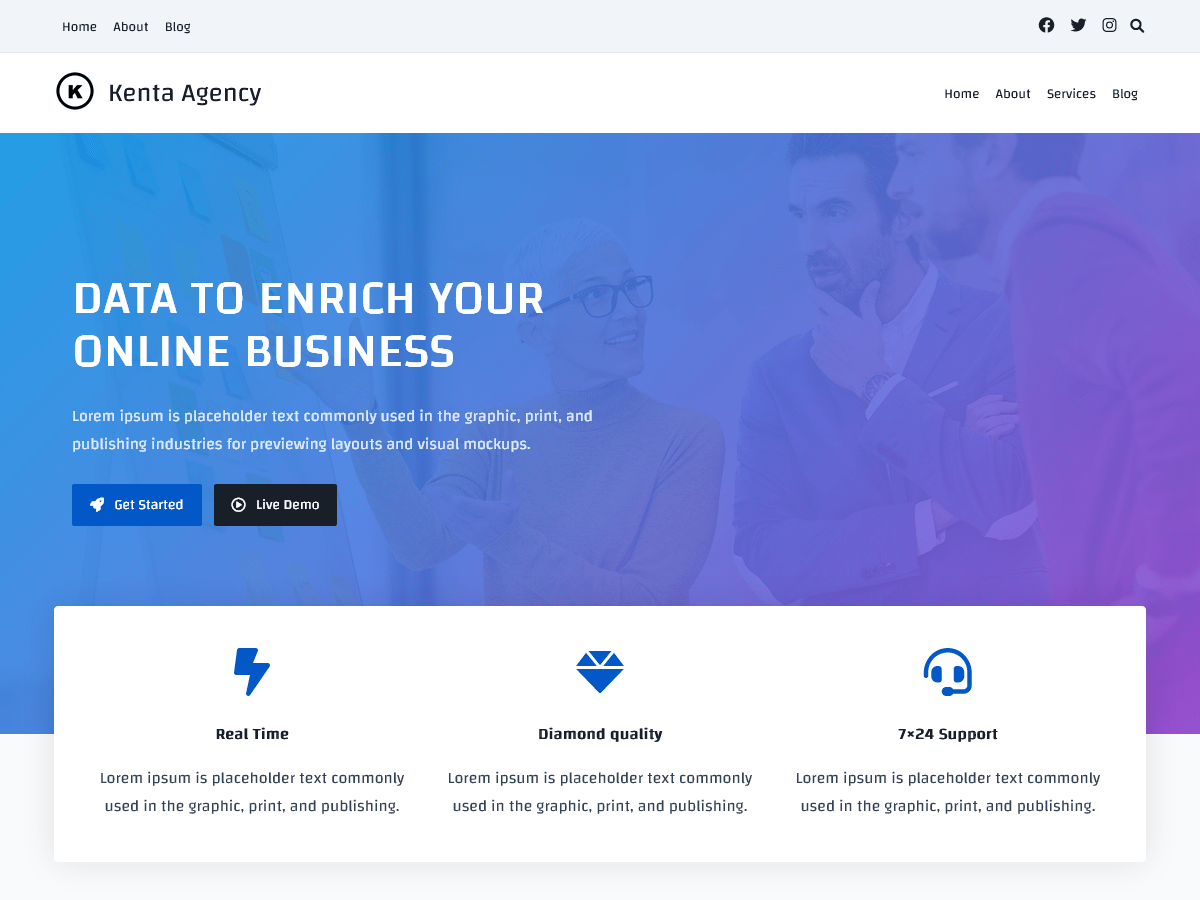 Home About Blog
K Kenta Agency
Home About Services Blog
DATA TO ENRICH YOUR
ONLINE BUSINESS
Lorem ipsum is placeholder text commonly used in the graphic, print, and
publishing industries for previewing layouts and visual mockups.
Get Started
Live Demo
Real Time
Lorem ipsum is placeholder text commonly
used in the graphic, print, and publishing.
Diamond quality
Lorem ipsum is placeholder text commonly
used in the graphic, print, and publishing.
7×24 Support
Lorem ipsum is placeholder text commonly
used in the graphic, print, and publishing.